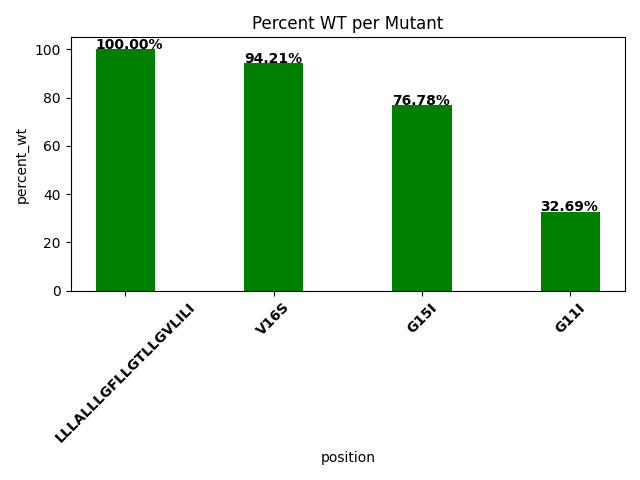 Percent WT per Mutant
percent_wt
100
80
60
40
20
0
100.00%
94.21%
76.78%
32.69%
LLLALLLGFLLGTLLGVLILI
V16S
G15I
G11I
position